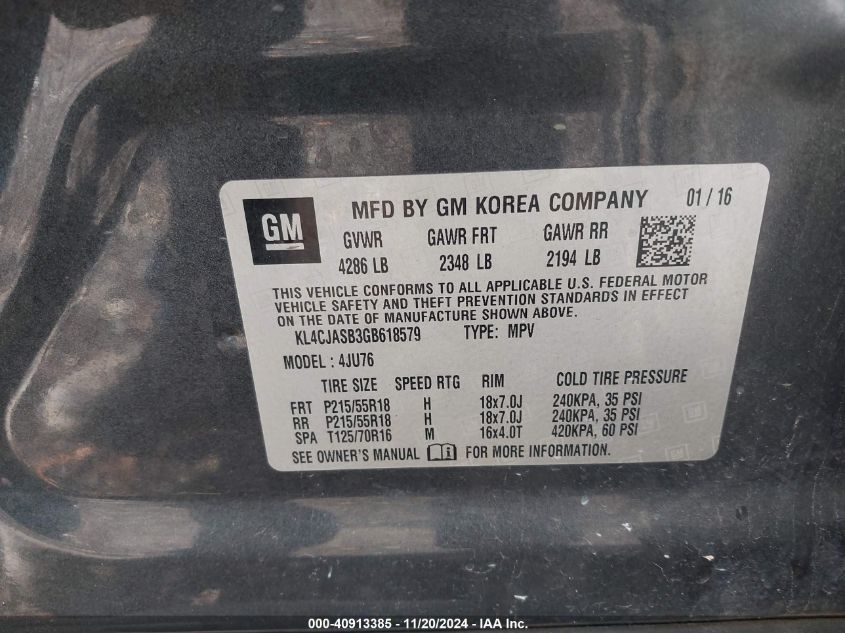 GM
MFD BY GM KOREA COMPANY 01 / 16
GVWR GAWR FRT GAWR RR
4286 LB 2348 LB 2194 LB
THIS VEHICLE CONFORMS TO ALL APPLICABLE U.S. FEDERAL MOTOR
VEHICLE SAFETY AND THEFT PREVENTION STANDARDS IN EFFECT
ON THE DATE OF MANUFACTURE SHOWN ABOVE.
KL4CJASB3GB618579 TYPE: MPV
MODEL : 4JU76
TIRE SIZE SPEED RTG RIM COLD TIRE PRESSURE
FRT P215/55R18 H 18x7.0J 240KPA, 35 PSI
RR P215/55R18 H 18x7.0J 240KPA, 35 PSI
SPA T125/70R16 M 16x4.0T 420KPA, 60 PSI
SEE OWNER'S MANUAL FOR MORE INFORMATION.
000-40913385 - 11/20/2024 - IAA Inc.